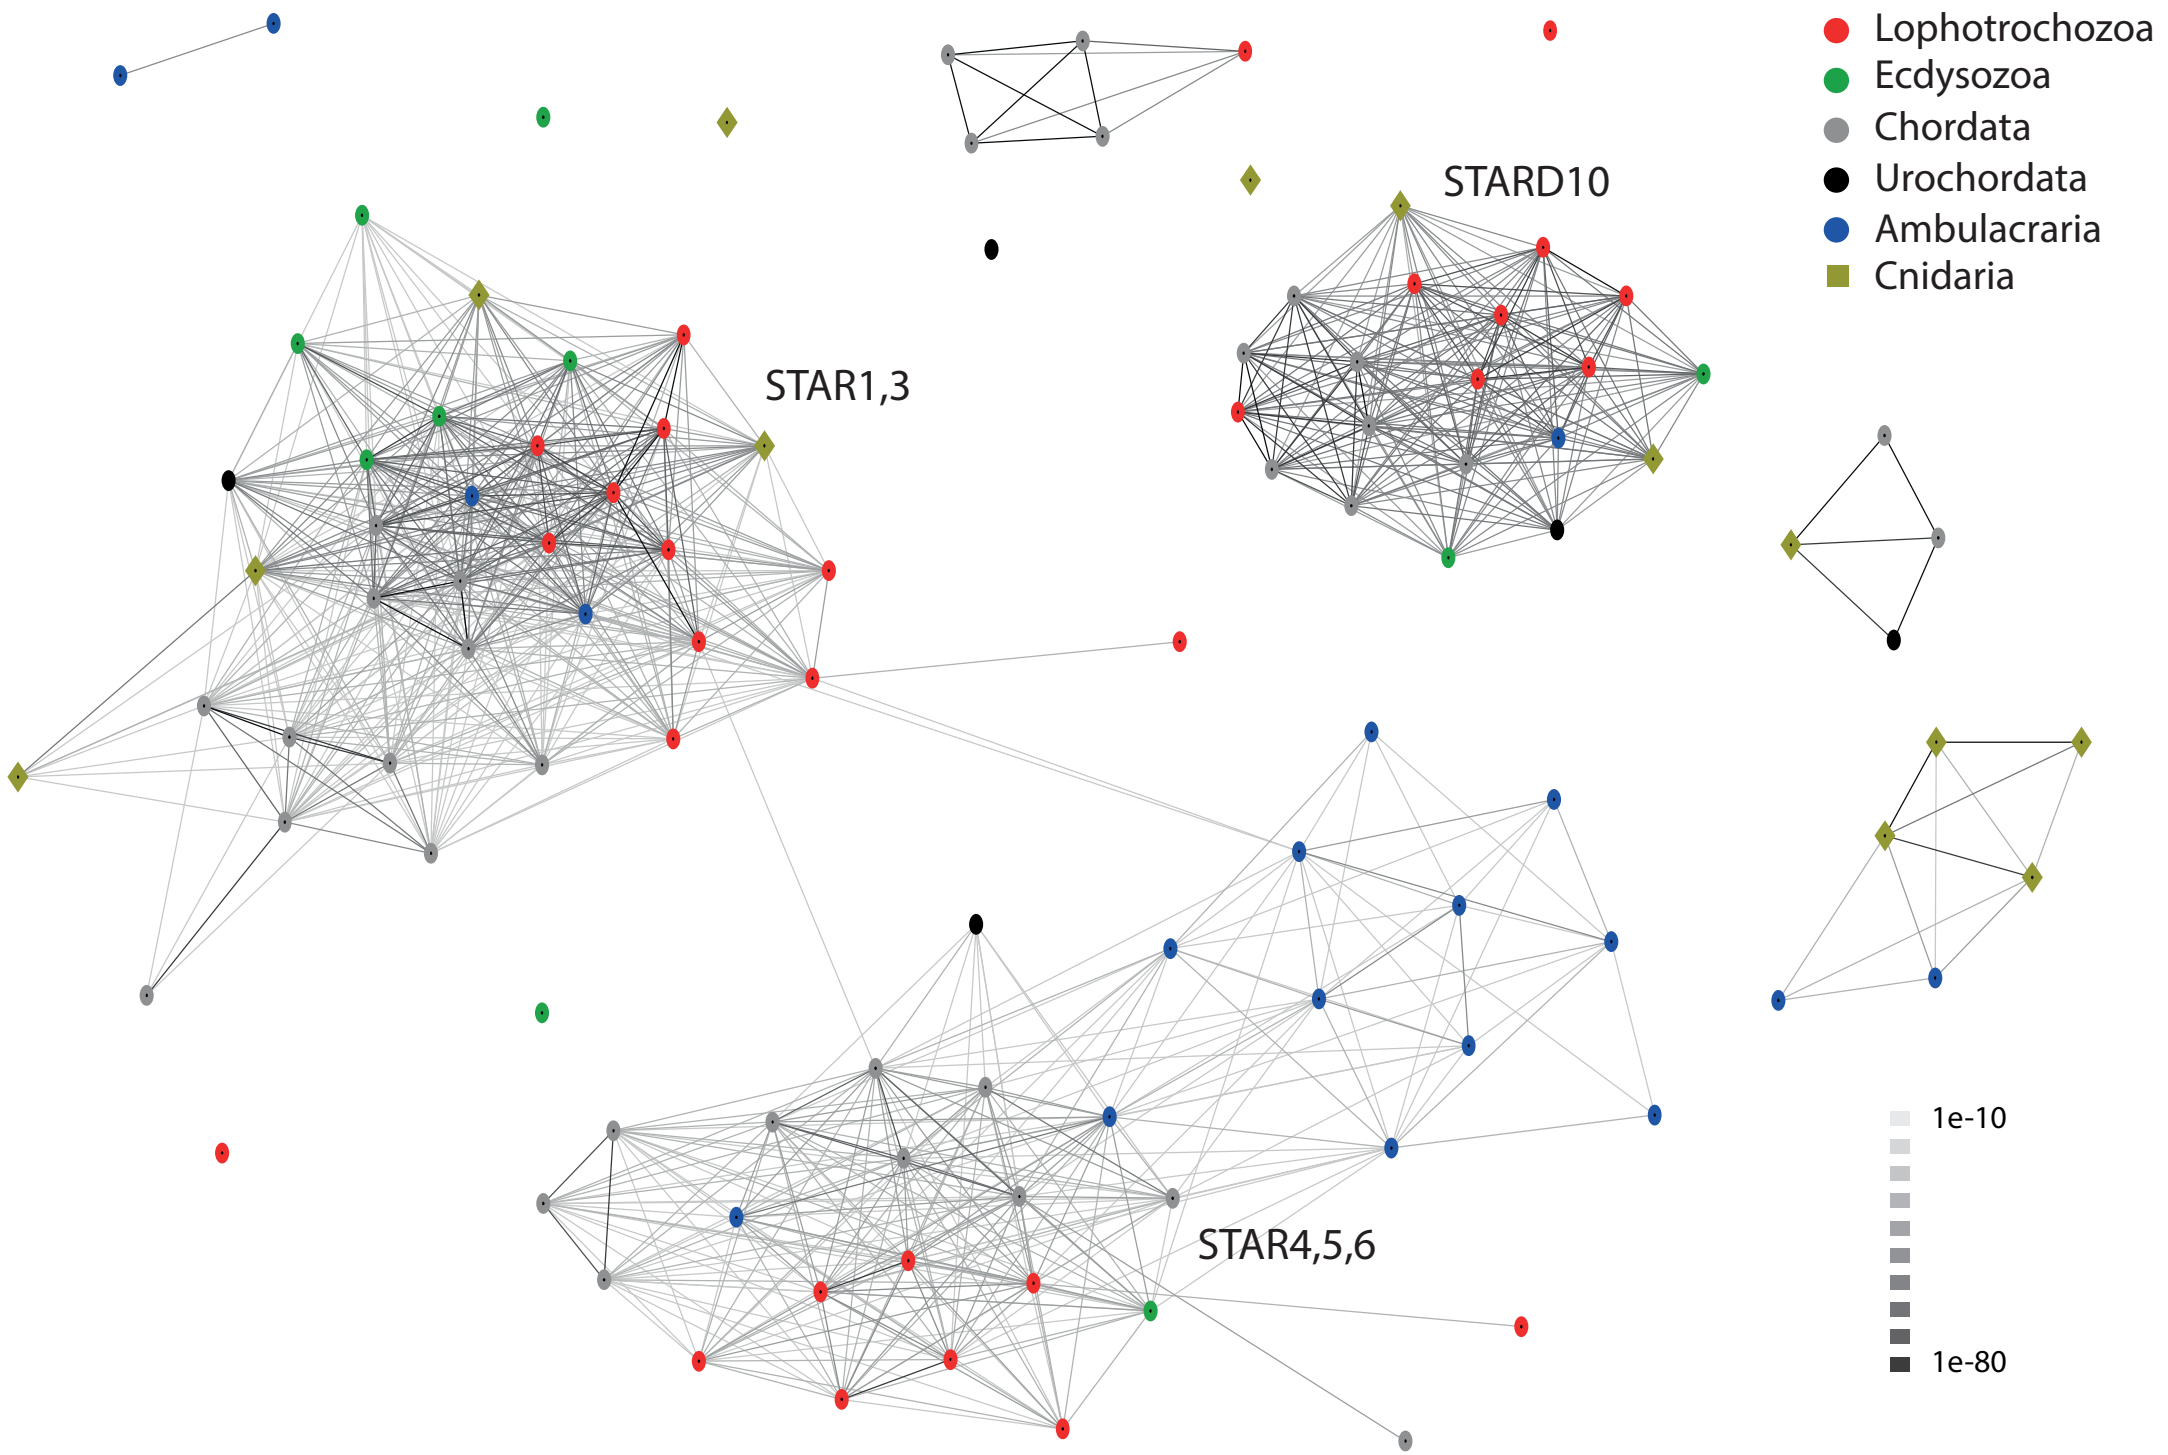 Lophotrochozoa
Ecdysozoa
Chordata
Urochordata
Ambulacraria
Cnidaria
STARD10
STAR1,3
STAR4,5,6
1e-10
1e-80